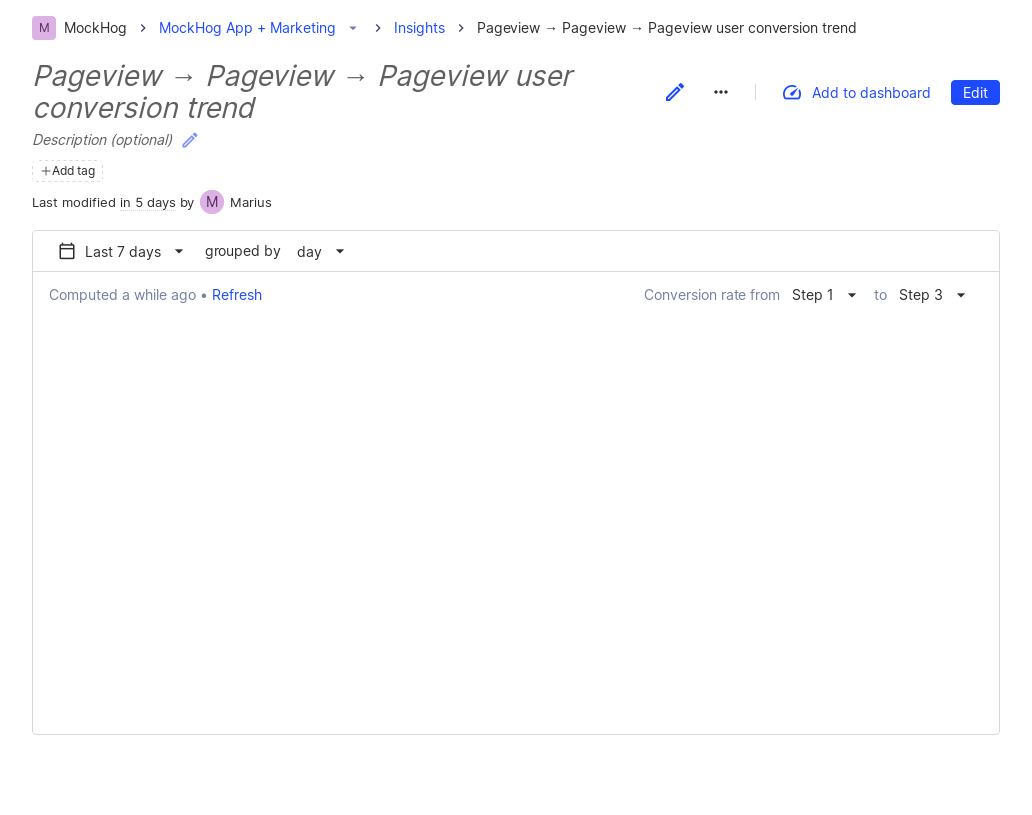 M MockHog MockHog App + Marketing Insights Pageview → Pageview → Pageview user conversion trend
Pageview → Pageview → Pageview user
conversion trend
Add to dashboard Edit
Description (optional)
+Add tag
Last modified in 5 days by M Marius
Last 7 days grouped by day
Computed a while ago • Refresh Conversion rate from Step 1 to Step 3